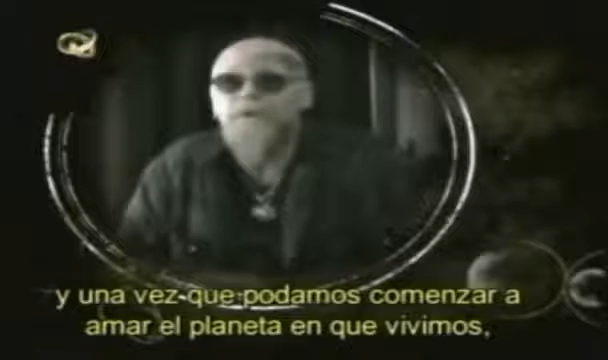 y una vez que podamos comenzar a
amar el planeta en que vivimos,